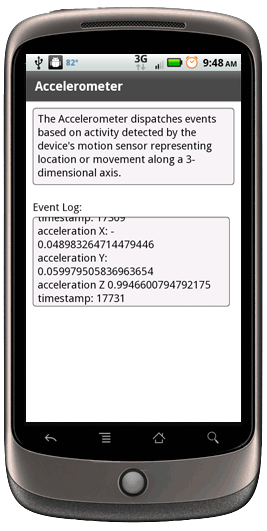 82° 3G 9:48 AM
Accelerometer
The Accelerometer dispatches events
based on activity detected by the
device's motion sensor representing
location or movement along a 3-
dimensional axis.
Event Log:
timestamp: 17309
acceleration X: -
0.048983264714479446
acceleration Y:
0.059979505836963654
acceleration Z 0.9946600794792175
timestamp: 17731